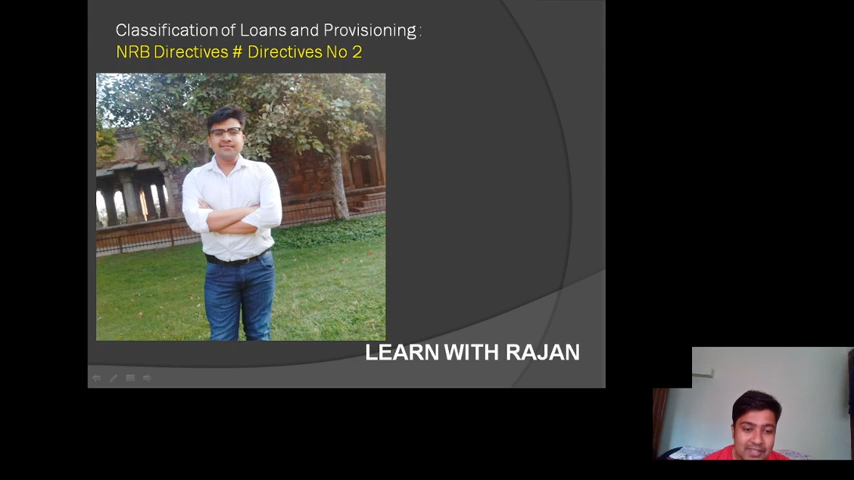 Classification of Loans and Provisioning:
NRB Directives # Directives No 2
LEARN WITH RAJAN